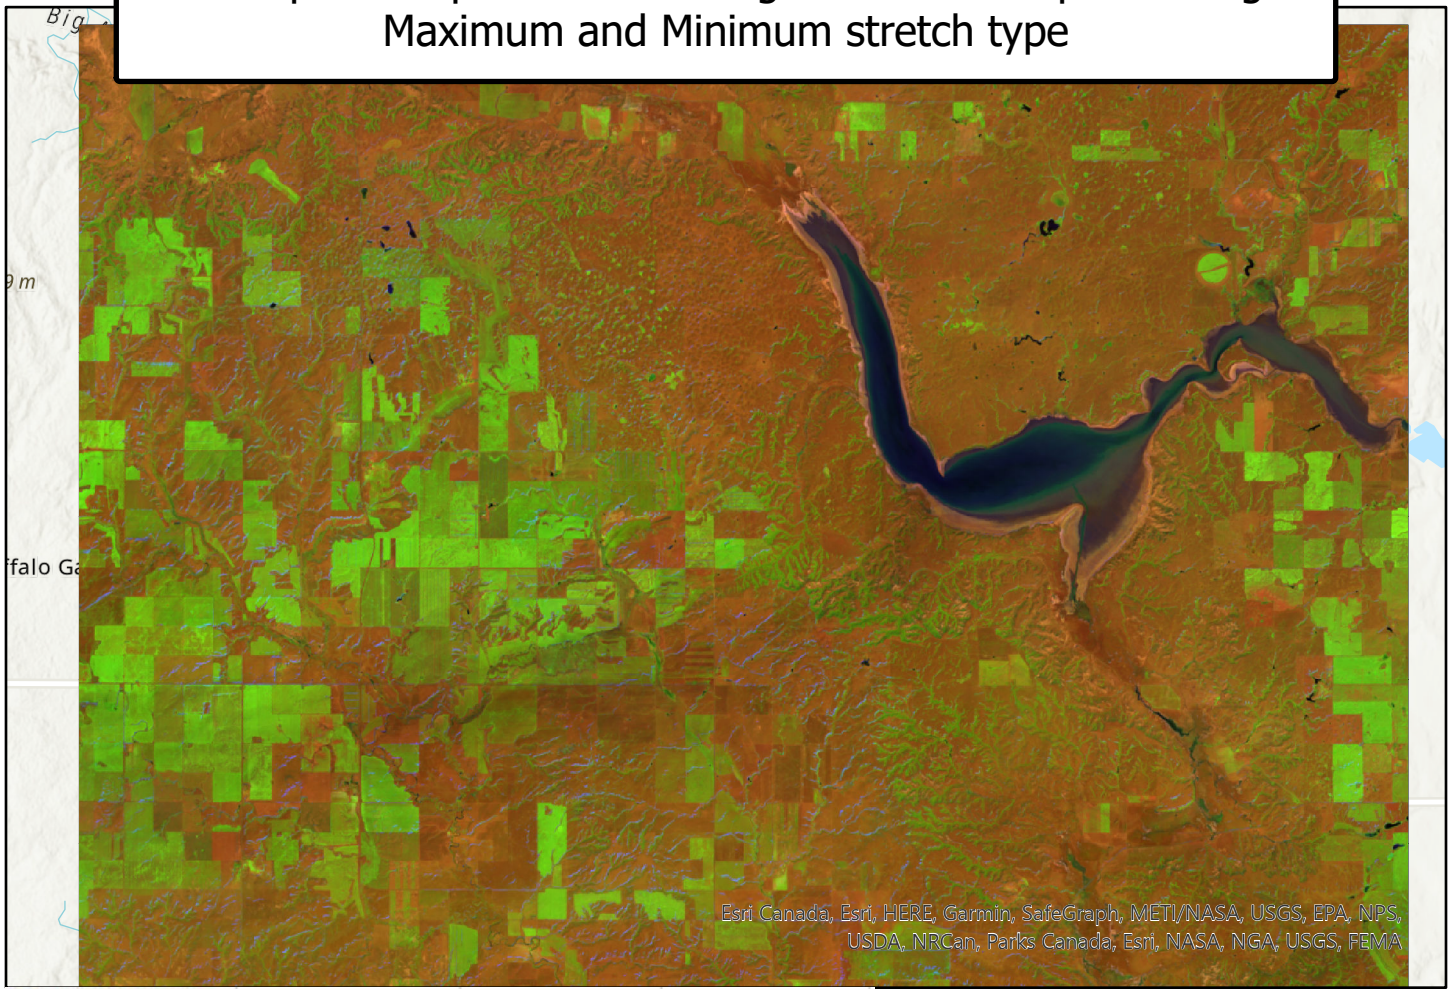 Maximum and Minimum stretch type
Big
9 m
ffalo Ga
Esri Canada, Esri, HERE, Garmin, SafeGraph, METI/NASA, USGS, EPA, NPS,
USDA, NRCan, Parks Canada, Esri, NASA, NGA, USGS, FEMA